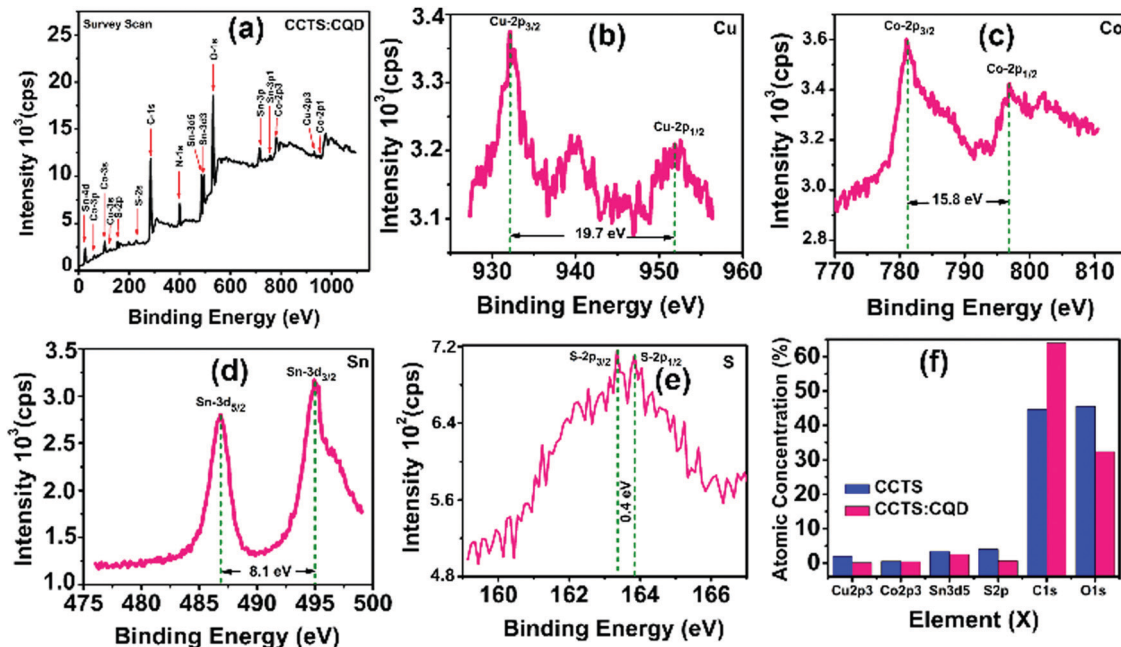 Survey Scan (a) CCTS:CQD
Intensity 10³(cps)
25
20
15
10
5
0
Sn-4d
Co-3p
Co-3s
S-2p
S-2s
C-1s
N-1s
Sn-3d5
Sn-3d3
O-1s
Sn-3p
Sn-3p1
Co-2p3
Cu-2p3
Co-2p1
0 200 400 600 800 1000
Binding Energy (eV)
(b) Cu
Intensity 10³(cps)
3.4
3.3
3.2
3.1
Cu-2p3/2
Cu-2p1/2
19.7 eV
930 940 950 960
Binding Energy (eV)
(c) Co
Intensity 10³(cps)
3.6
3.2
3.0
2.8
Co-2p3/2
Co-2p1/2
15.8 eV
770 780 790 800 810
Binding Energy (eV)
(d) Sn
Intensity 10³(cps)
3.5
3.0
2.5
2.0
1.5
1.0
Sn-3d5/2
Sn-3d3/2
8.1 eV
475 480 485 490 495 500
Binding Energy (eV)
(e) S
Intensity 10²(cps)
7.2
6.4
5.6
4.8
S-2p3/2
S-2p1/2
0.4 eV
160 162 164 166
Binding Energy (eV)
(f)
Atomic Concentration (%)
60
50
40
30
20
10
0
CCTS
CCTS:CQD
Cu2p3 Co2p3 Sn3d5 S2p C1s O1s
Element (X)